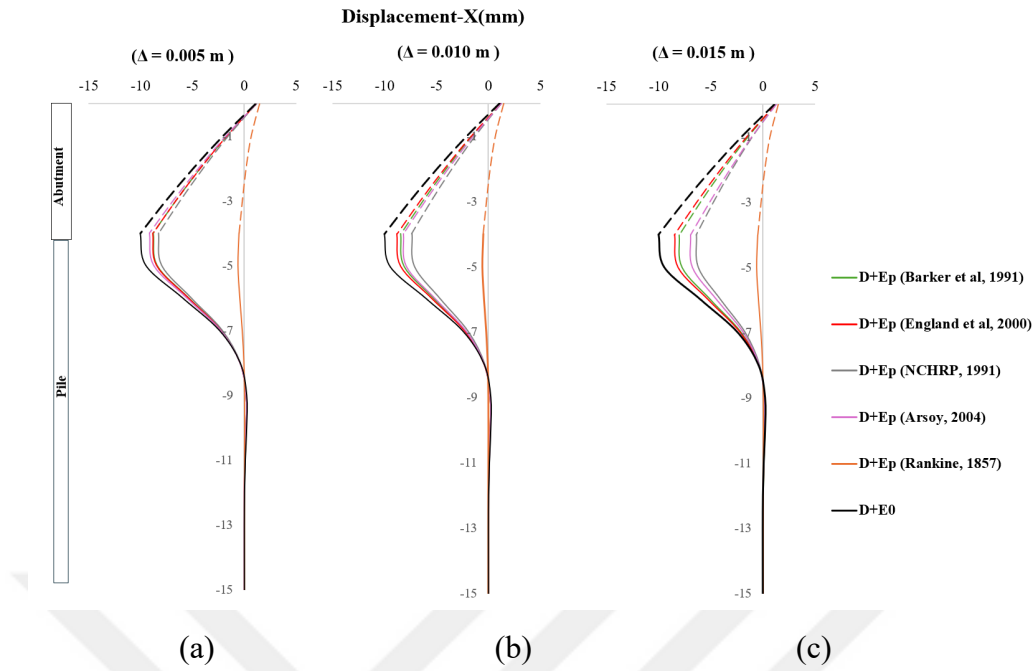 Displacement-X(mm)
(Δ = 0.005 m )
(Δ = 0.010 m )
(Δ = 0.015 m )
-15 -10 -5 0 5
-15 -10 -5 0 5
-15 -10 -5 0 5
Abutment
Pile
-1
-3
-5
-7
-9
-11
-13
-15
-1
-3
-5
-7
-9
-11
-13
-15
-1
-3
-5
-7
-9
-11
-13
-15
D+Ep (Barker et al, 1991)
D+Ep (England et al, 2000)
D+Ep (NCHRP, 1991)
D+Ep (Arsoy, 2004)
D+Ep (Rankine, 1857)
D+E0
(a)
(b)
(c)